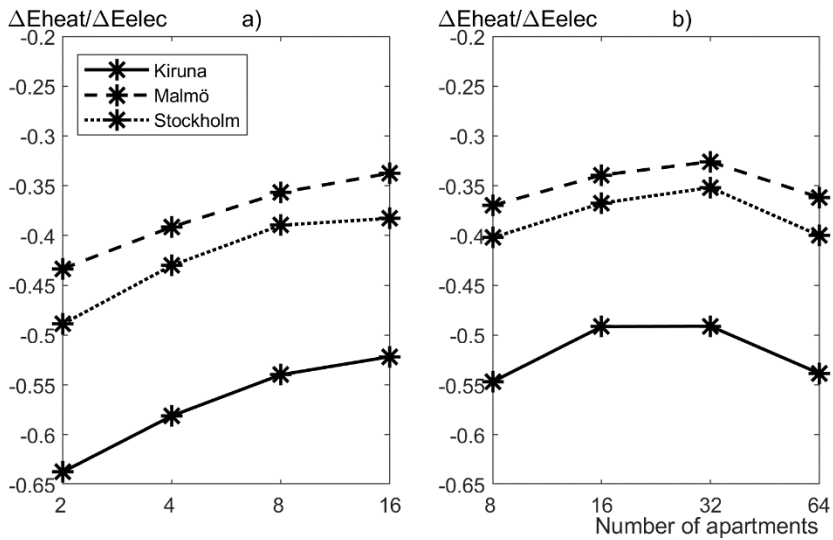 ΔEheat/ΔEelec a)
-0.2
-0.25
-0.3
-0.35
-0.4
-0.45
-0.5
-0.55
-0.6
-0.65
2 4 8 16
Kiruna
Malmö
Stockholm
ΔEheat/ΔEelec b)
-0.2
-0.25
-0.3
-0.35
-0.4
-0.45
-0.5
-0.55
-0.6
-0.65
8 16 32 64
Number of apartments